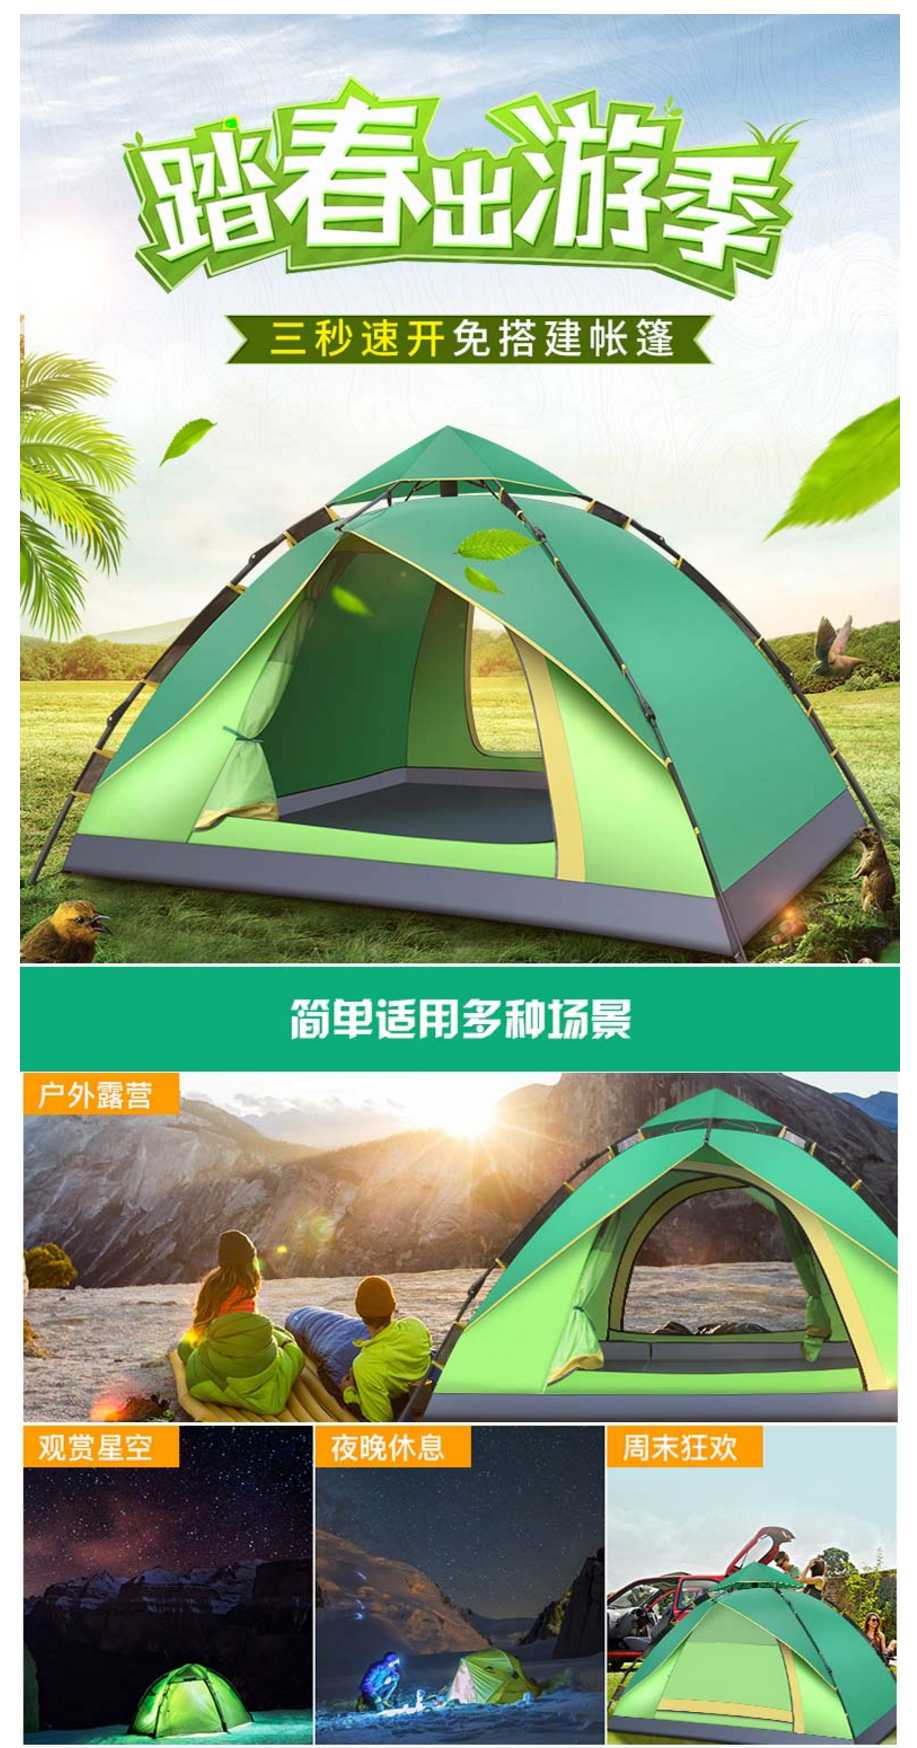 踏春出游季
三秒速开免搭建帐篷
简单适用多种场景
户外露营
观赏星空
夜晚休息
周末狂欢